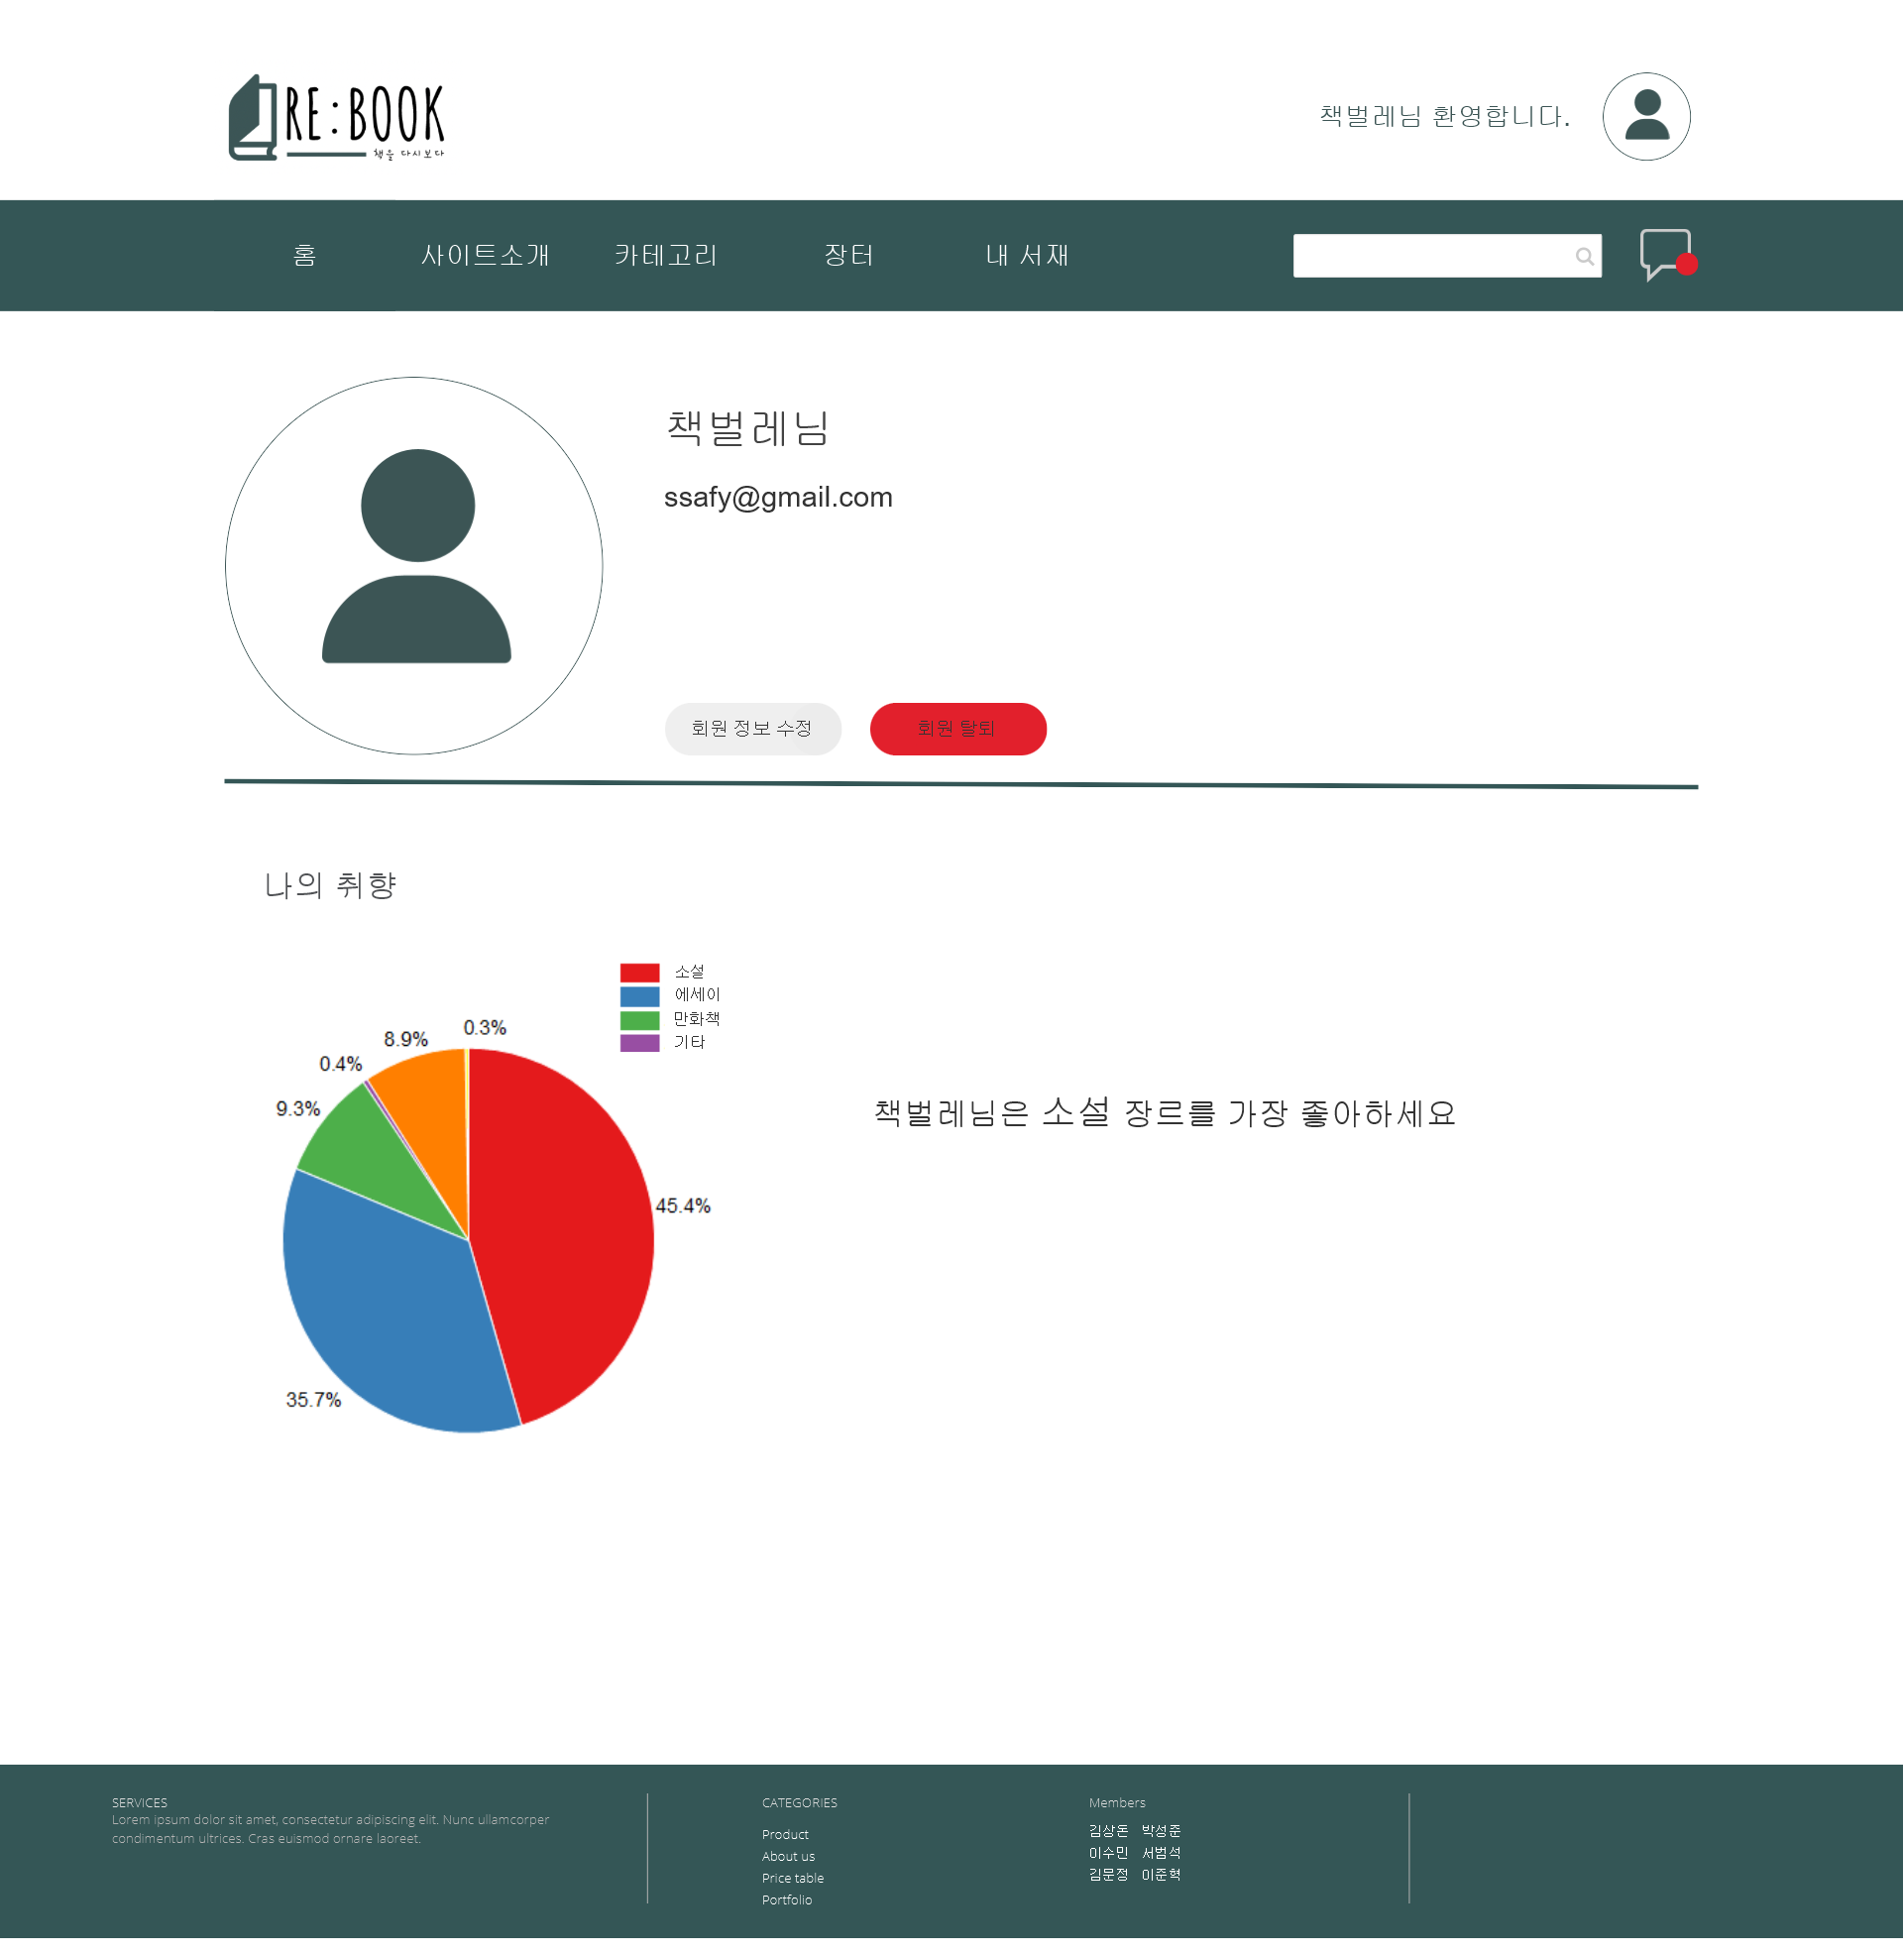 RE:BOOK
책을 다시보다
책벌레님 환영합니다.
홈 사이트소개 카테고리 장터 내 서재
책벌레님
ssafy@gmail.com
회원 정보 수정 회원 탈퇴
나의 취향
소설
에세이
만화책
기타
0.3%
8.9%
0.4%
9.3%
45.4%
35.7%
책벌레님은 소설 장르를 가장 좋아하세요
SERVICES
Lorem ipsum dolor sit amet, consectetur adipiscing elit. Nunc ullamcorper
condimentum ultrices. Cras euismod ornare laoreet.
CATEGORIES
Product
About us
Price table
Portfolio
Members
김상돈 박성준
이수민 서범석
김문정 이준혁